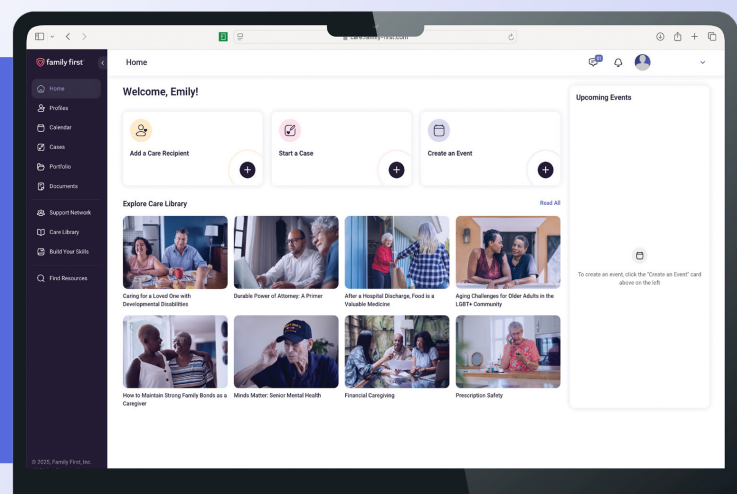 care.family-first.com
family first
Home
Profiles
Calendar
Cases
Portfolio
Documents
Support Network
Care Library
Build Your Skills
Find Resources
© 2025, Family First, Inc.
Home
Welcome, Emily!
Add a Care Recipient
Start a Case
Create an Event
Explore Care Library
Read All
Caring for a Loved One with
Developmental Disabilities
Durable Power of Attorney: A Primer
After a Hospital Discharge, Food is a
Valuable Medicine
Aging Challenges for Older Adults in the
LGBT+ Community
How to Maintain Strong Family Bonds as a
Caregiver
Minds Matter: Senior Mental Health
Financial Caregiving
Prescription Safety
Upcoming Events
To create an event, click the "Create an Event" card
above on the left